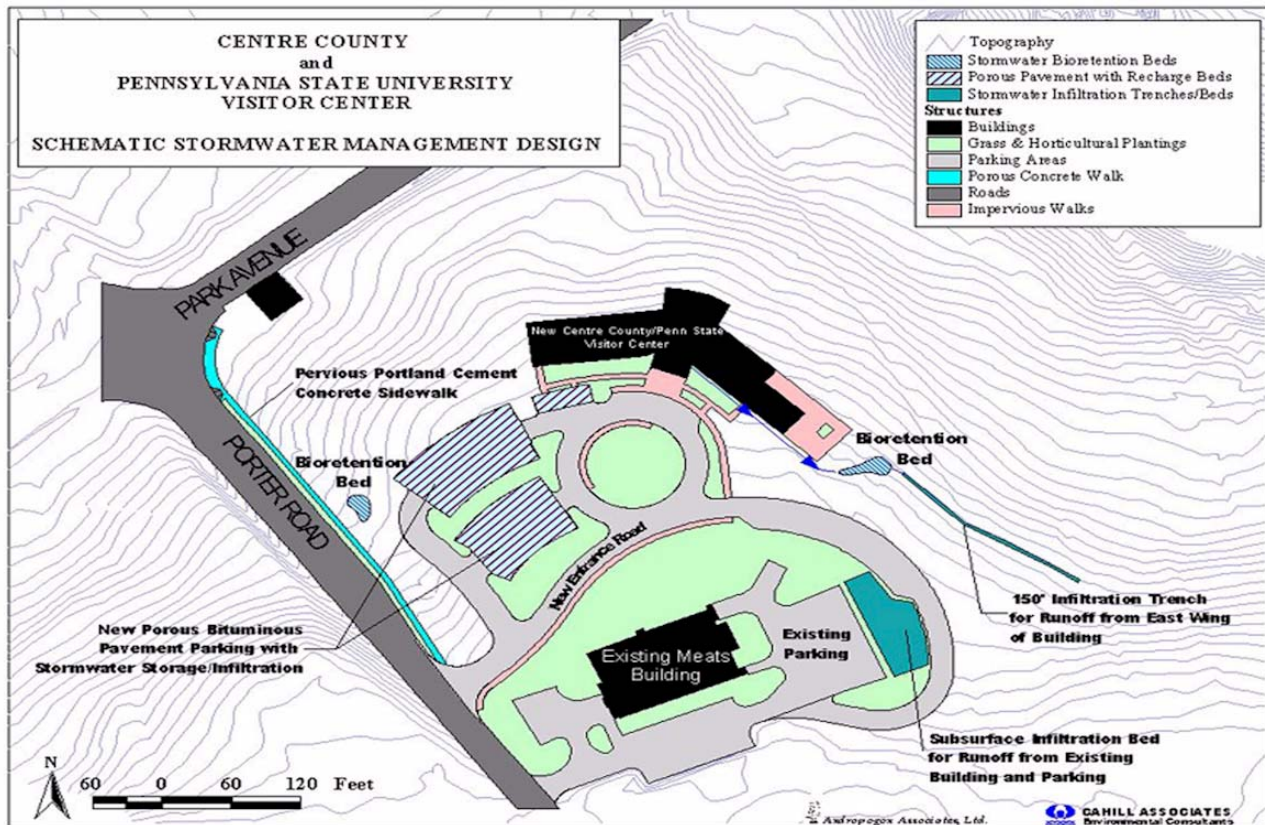 CENTRE COUNTY
and
PENNSYLVANIA STATE UNIVERSITY
VISITOR CENTER
SCHEMATIC STORMWATER MANAGEMENT DESIGN
Topography
Stormwater Bioretention Beds
Porous Pavement with Recharge Beds
Stormwater Infiltration Trenches/Beds
Structures
Buildings
Grass & Horticultural Plantings
Parking Areas
Porous Concrete Walk
Roads
Impervious Walks
PARK AVENUE
New Centre County/Penn State
Visitor Center
Pervious Portland Cement
Concrete Sidewalk
Bioretention
Bed
PORTER ROAD
Bioretention
Bed
New Entrance Road
150' Infiltration Trench
for Runoff from East Wing
of Building
New Porous Bituminous
Pavement Parking with
Stormwater Storage/Infiltration
Existing Meats
Building
Existing
Parking
Subsurface Infiltration Bed
for Runoff from Existing
Building and Parking
N
60 0 60 120 Feet
Andropogon Associates, Ltd.
CAHILL ASSOCIATES
Environmental Consultants